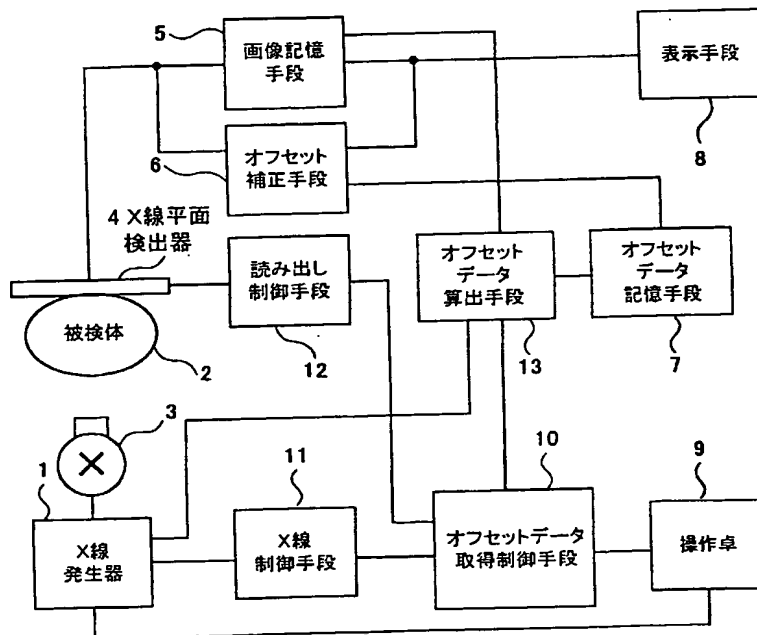 5
画像記憶
手段
表示手段
8
6
オフセット
補正手段
4 X線平面
検出器
読み出し
制御手段
12
オフセット
データ
算出手段
13
オフセット
データ
記憶手段
7
被検体
2
3
1
X線
発生器
11
X線
制御手段
10
オフセットデータ
取得制御手段
9
操作卓